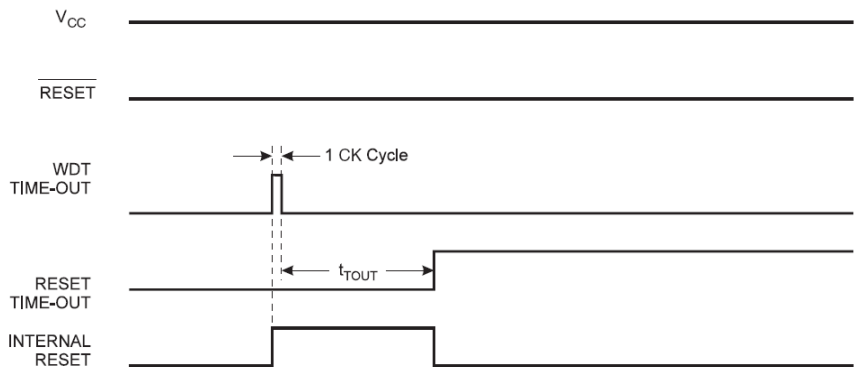 VCC
RESET
1 CK Cycle
WDT
TIME-OUT
tTOUT
RESET
TIME-OUT
INTERNAL
RESET